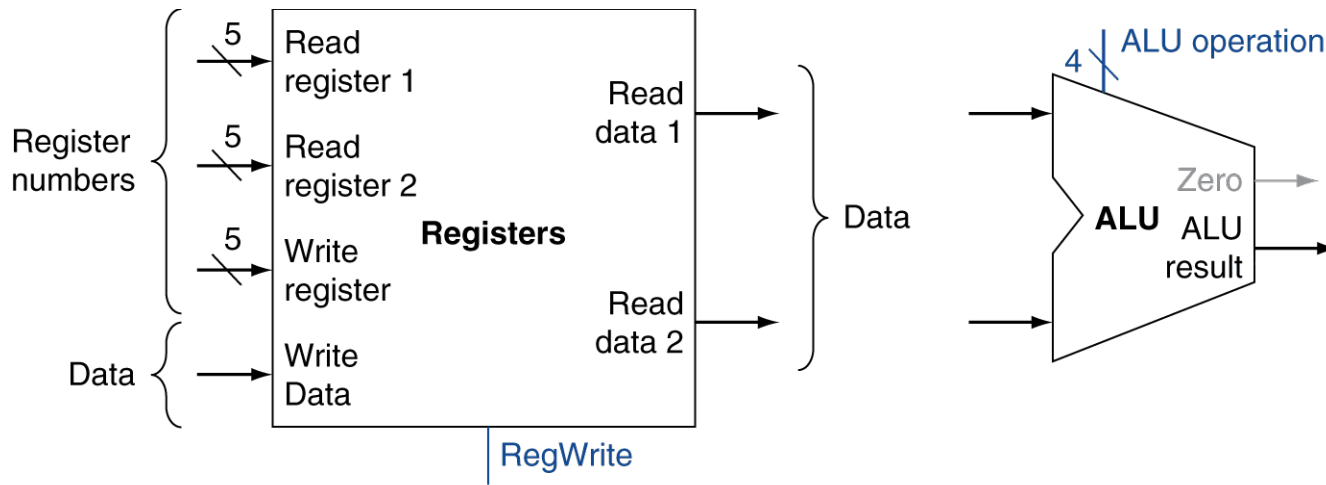 Register
numbers
Data
5
Read
register 1
5
Read
register 2
5
Write
register
Write
Data
Registers
Read
data 1
Read
data 2
RegWrite
Data
4
ALU operation
ALU
Zero
ALU
result